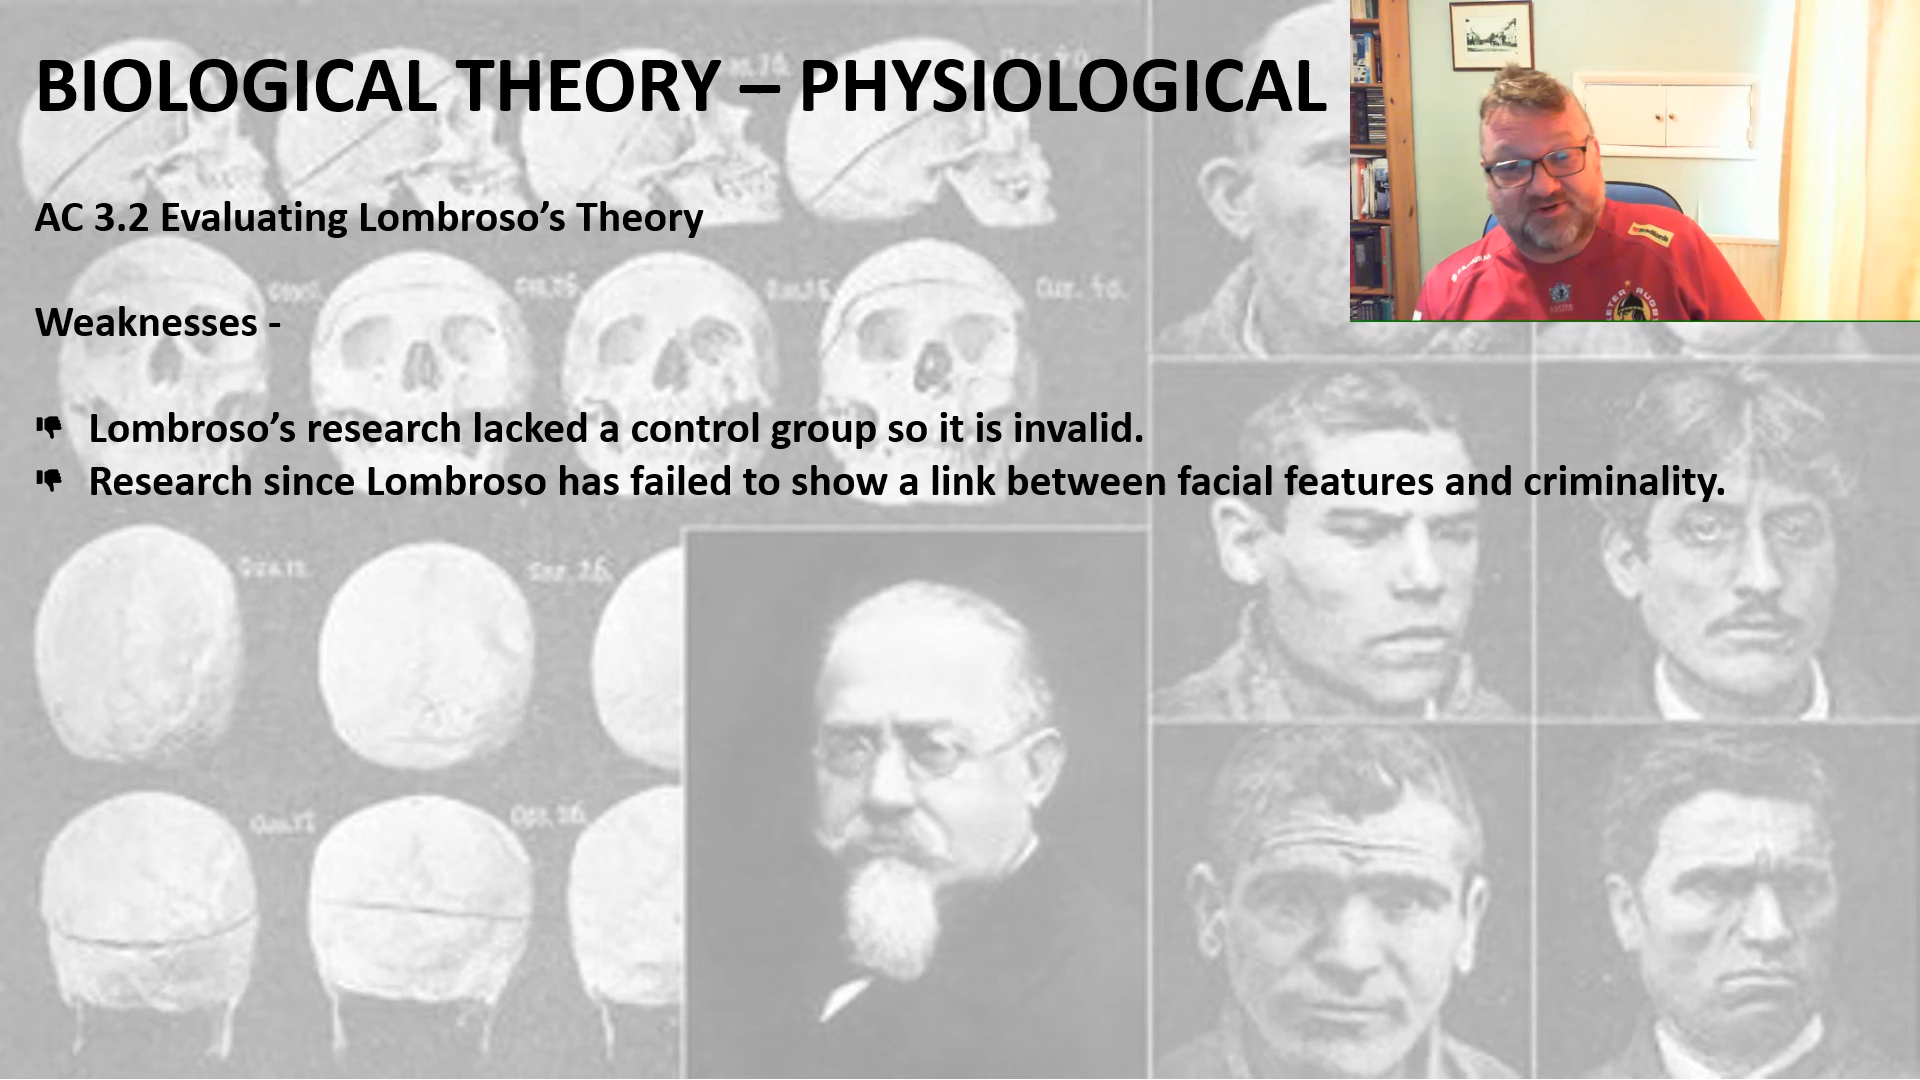 BIOLOGICAL THEORY – PHYSIOLOGICAL
AC 3.2 Evaluating Lombroso’s Theory
Weaknesses -
Lombroso’s research lacked a control group so it is invalid.
Research since Lombroso has failed to show a link between facial features and criminality.